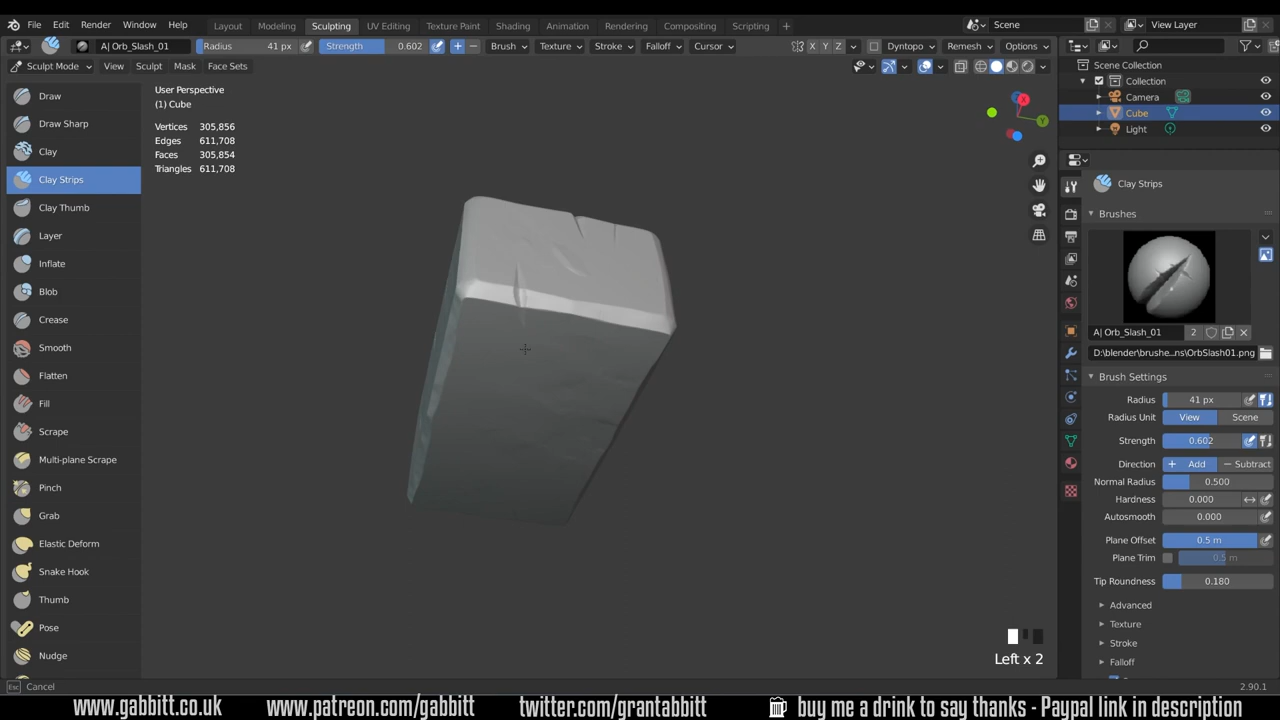 File Edit Render Window Help Layout Modeling Sculpting UV Editing Texture Paint Shading Animation Rendering Compositing Scripting + Scene View Layer
A| Orb_Slash_01 Radius 41 px Strength 0.602 + − Brush Texture Stroke Falloff Cursor X Y Z Dyntopo Remesh Options
Sculpt Mode View Sculpt Mask Face Sets
User Perspective
(1) Cube
Vertices 305,856
Edges 611,708
Faces 305,854
Triangles 611,708
Draw
Draw Sharp
Clay
Clay Strips
Clay Thumb
Layer
Inflate
Blob
Crease
Smooth
Flatten
Fill
Scrape
Multi-plane Scrape
Pinch
Grab
Elastic Deform
Snake Hook
Thumb
Pose
Nudge
X
Y
Left x 2
Scene Collection
Collection
Camera
Cube
Light
Clay Strips
Brushes
A| Orb_Slash_01 2
D:\blender\brushe...ns\OrbSlash01.png
Brush Settings
Radius 41 px
Radius Unit View Scene
Strength 0.602
Direction + Add − Subtract
Normal Radius 0.500
Hardness 0.000
Autosmooth 0.000
Plane Offset 0.5 m
Plane Trim 0.5 m
Tip Roundness 0.180
Advanced
Texture
Stroke
Falloff
Esc Cancel 2.90.1
www.gabbitt.co.uk www.patreon.com/gabbitt twitter.com/grantabbitt buy me a drink to say thanks - Paypal link in description